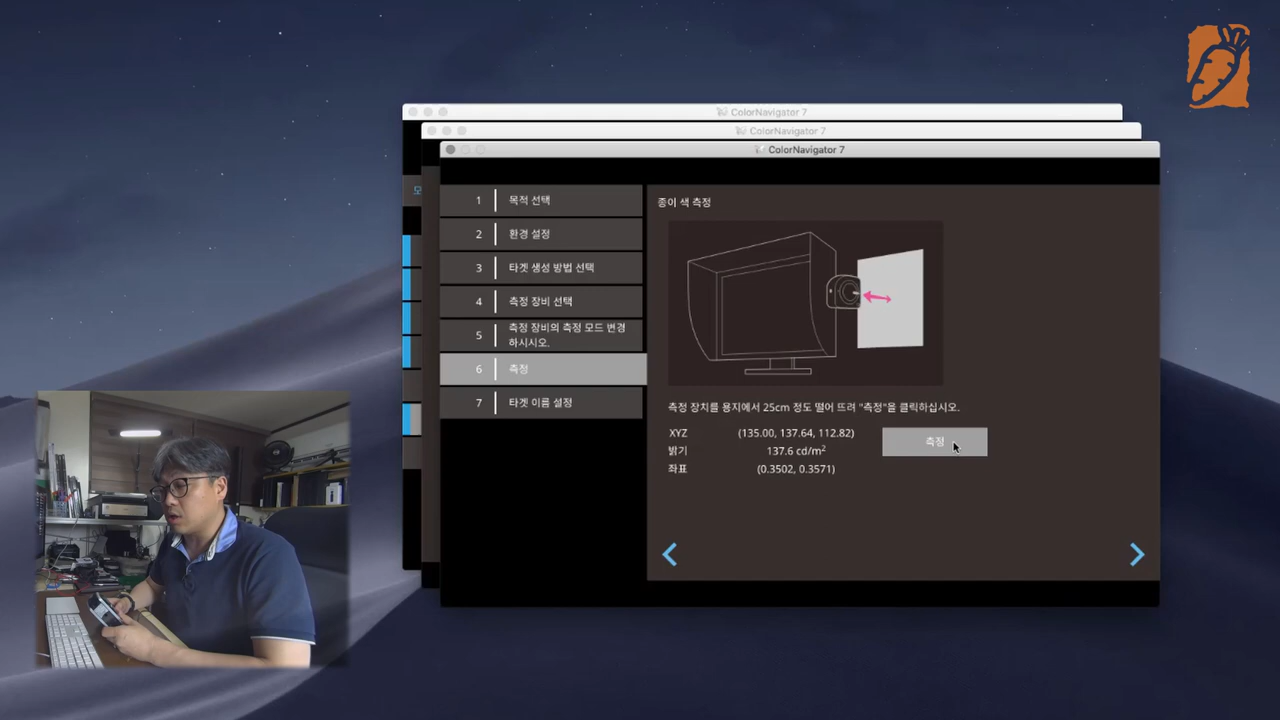 ColorNavigator 7
ColorNavigator 7
ColorNavigator 7
모
1 목적 선택
2 환경 설정
3 타겟 생성 방법 선택
4 측정 장비 선택
5 측정 장비의 측정 모드 변경
하시시오.
6 측정
7 타겟 이름 설정
종이 색 측정
측정 장치를 용지에서 25cm 정도 떨어 뜨려 "측정"을 클릭하십시오.
XYZ (135.00, 137.64, 112.82)
밝기 137.6 cd/m²
좌표 (0.3502, 0.3571)
측정